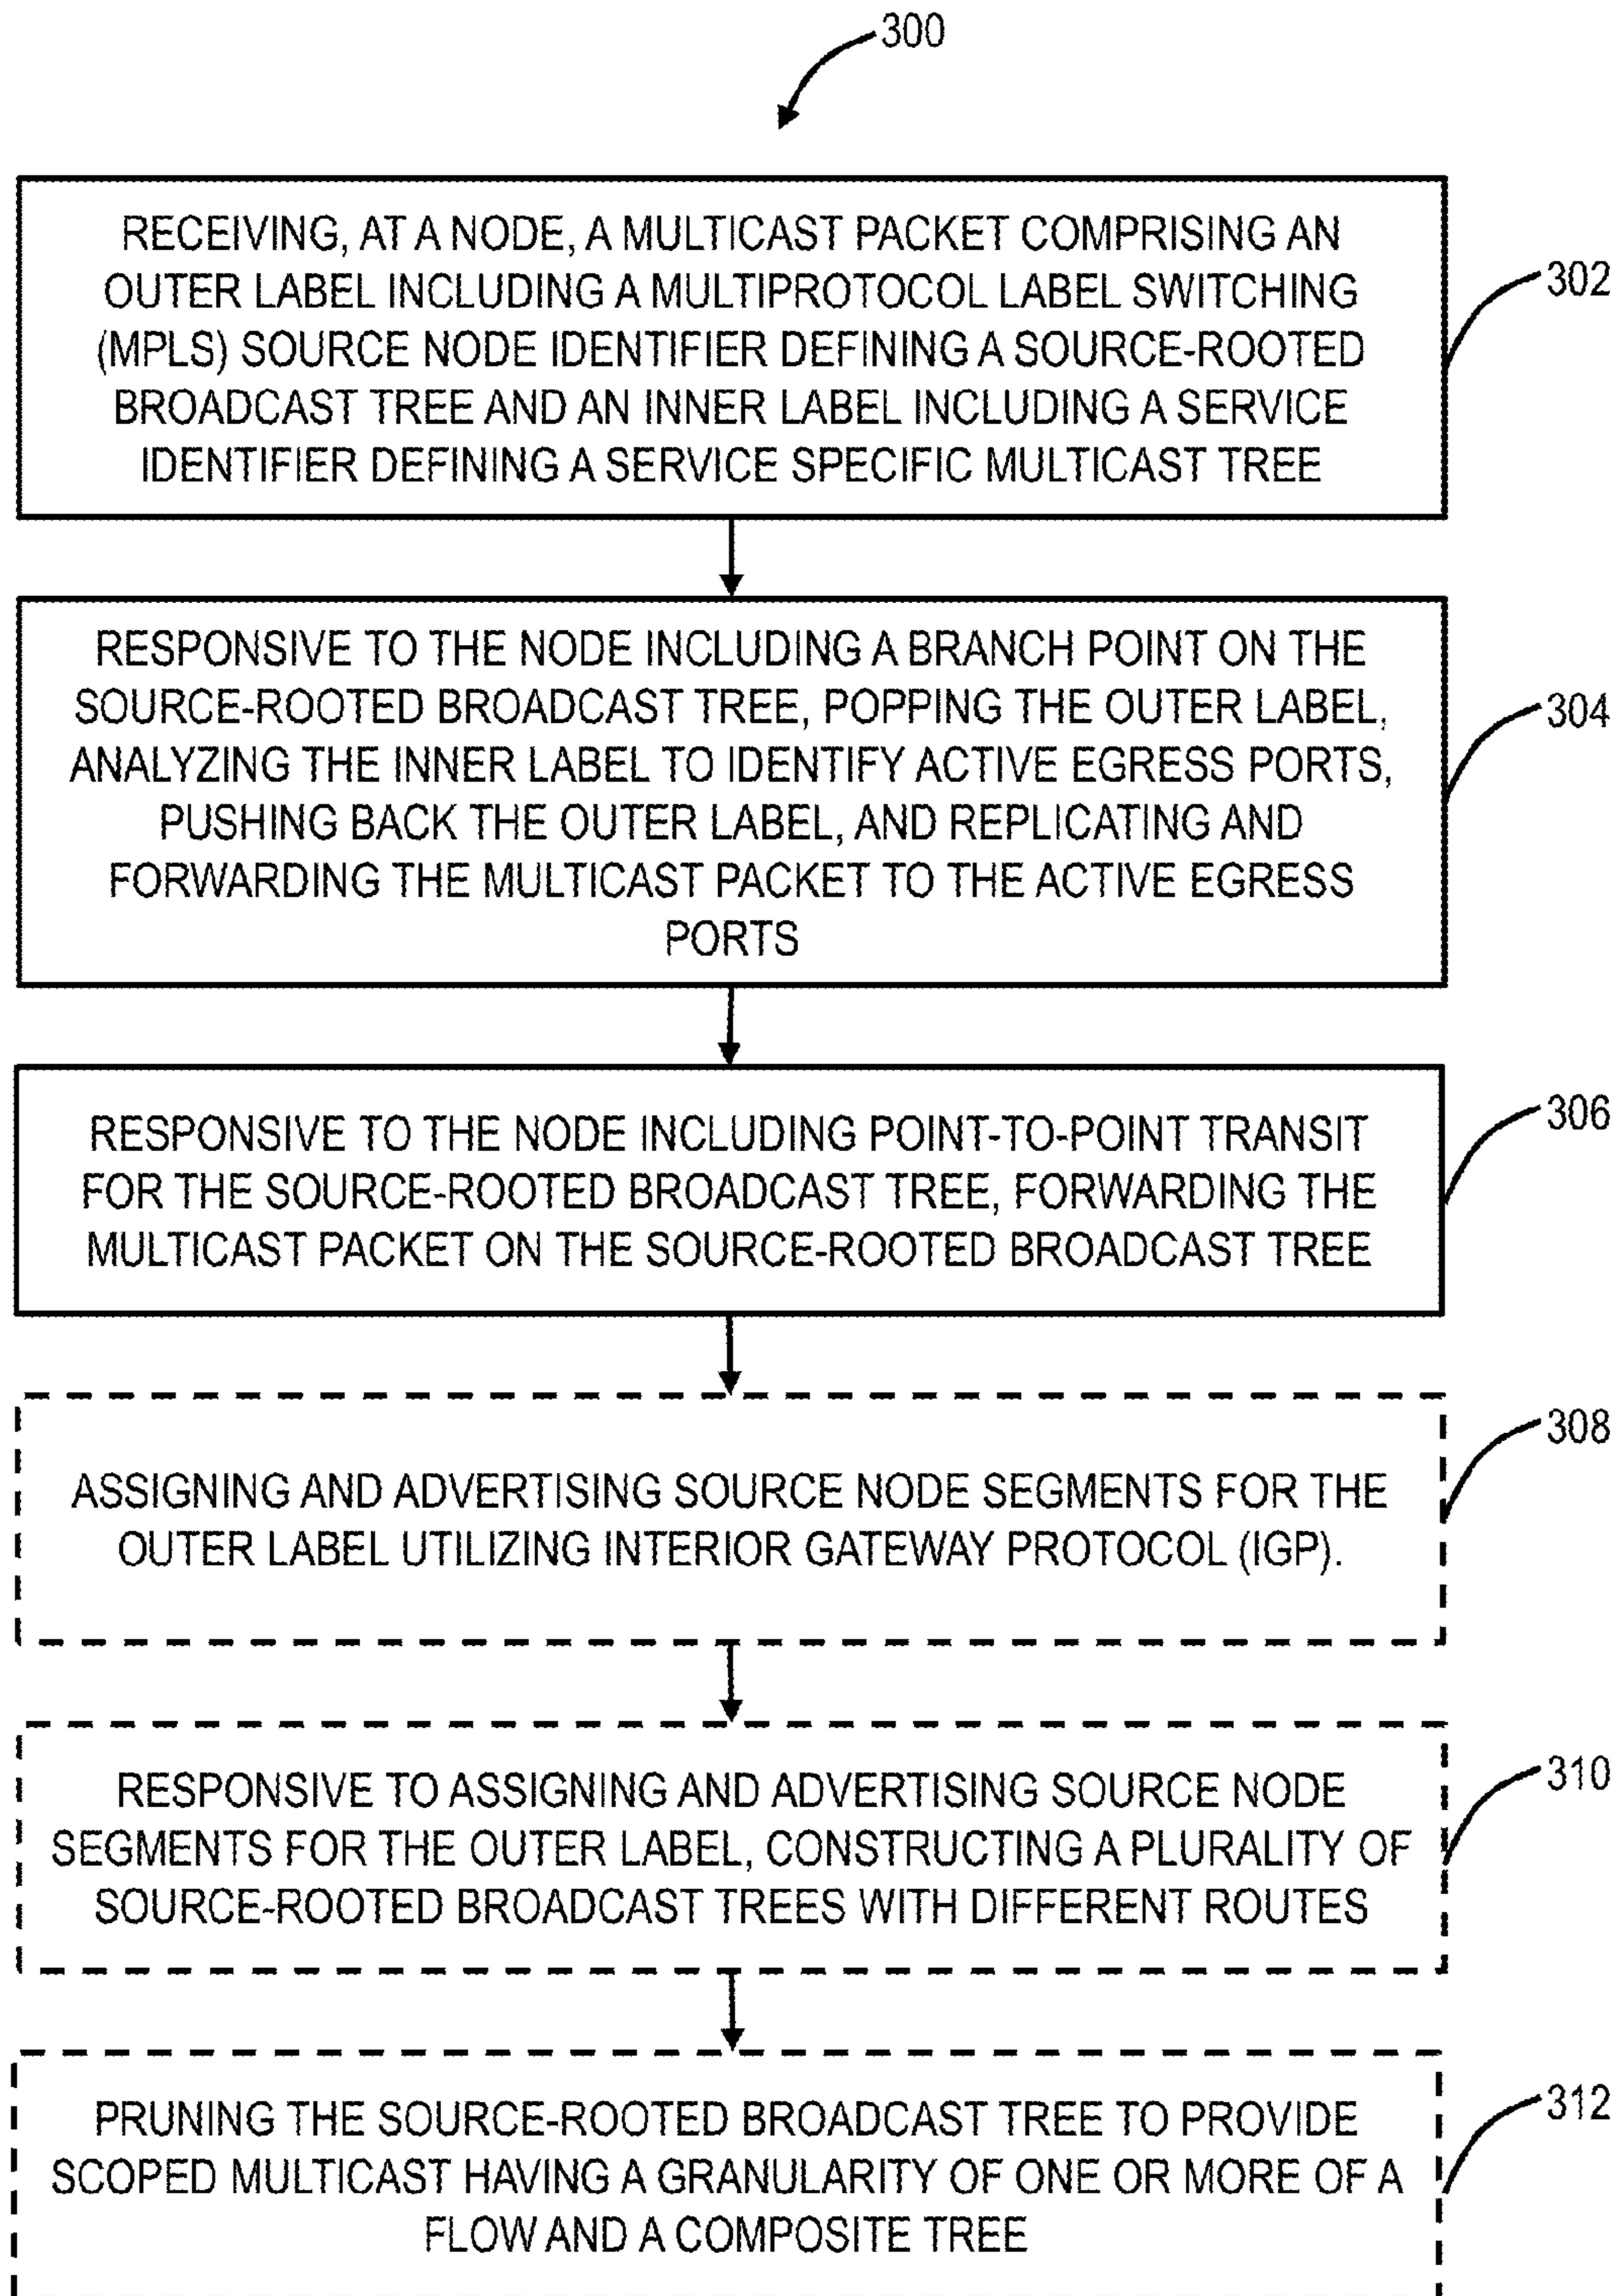 300
RECEIVING, AT A NODE, A MULTICAST PACKET COMPRISING AN
OUTER LABEL INCLUDING A MULTIPROTOCOL LABEL SWITCHING
(MPLS) SOURCE NODE IDENTIFIER DEFINING A SOURCE-ROOTED
BROADCAST TREE AND AN INNER LABEL INCLUDING A SERVICE
IDENTIFIER DEFINING A SERVICE SPECIFIC MULTICAST TREE
302
RESPONSIVE TO THE NODE INCLUDING A BRANCH POINT ON THE
SOURCE-ROOTED BROADCAST TREE, POPPING THE OUTER LABEL,
ANALYZING THE INNER LABEL TO IDENTIFY ACTIVE EGRESS PORTS,
PUSHING BACK THE OUTER LABEL, AND REPLICATING AND
FORWARDING THE MULTICAST PACKET TO THE ACTIVE EGRESS
PORTS
304
RESPONSIVE TO THE NODE INCLUDING POINT-TO-POINT TRANSIT
FOR THE SOURCE-ROOTED BROADCAST TREE, FORWARDING THE
MULTICAST PACKET ON THE SOURCE-ROOTED BROADCAST TREE
306
ASSIGNING AND ADVERTISING SOURCE NODE SEGMENTS FOR THE
OUTER LABEL UTILIZING INTERIOR GATEWAY PROTOCOL (IGP).
308
RESPONSIVE TO ASSIGNING AND ADVERTISING SOURCE NODE
SEGMENTS FOR THE OUTER LABEL, CONSTRUCTING A PLURALITY OF
SOURCE-ROOTED BROADCAST TREES WITH DIFFERENT ROUTES
310
PRUNING THE SOURCE-ROOTED BROADCAST TREE TO PROVIDE
SCOPED MULTICAST HAVING A GRANULARITY OF ONE OR MORE OF A
FLOW AND A COMPOSITE TREE
312